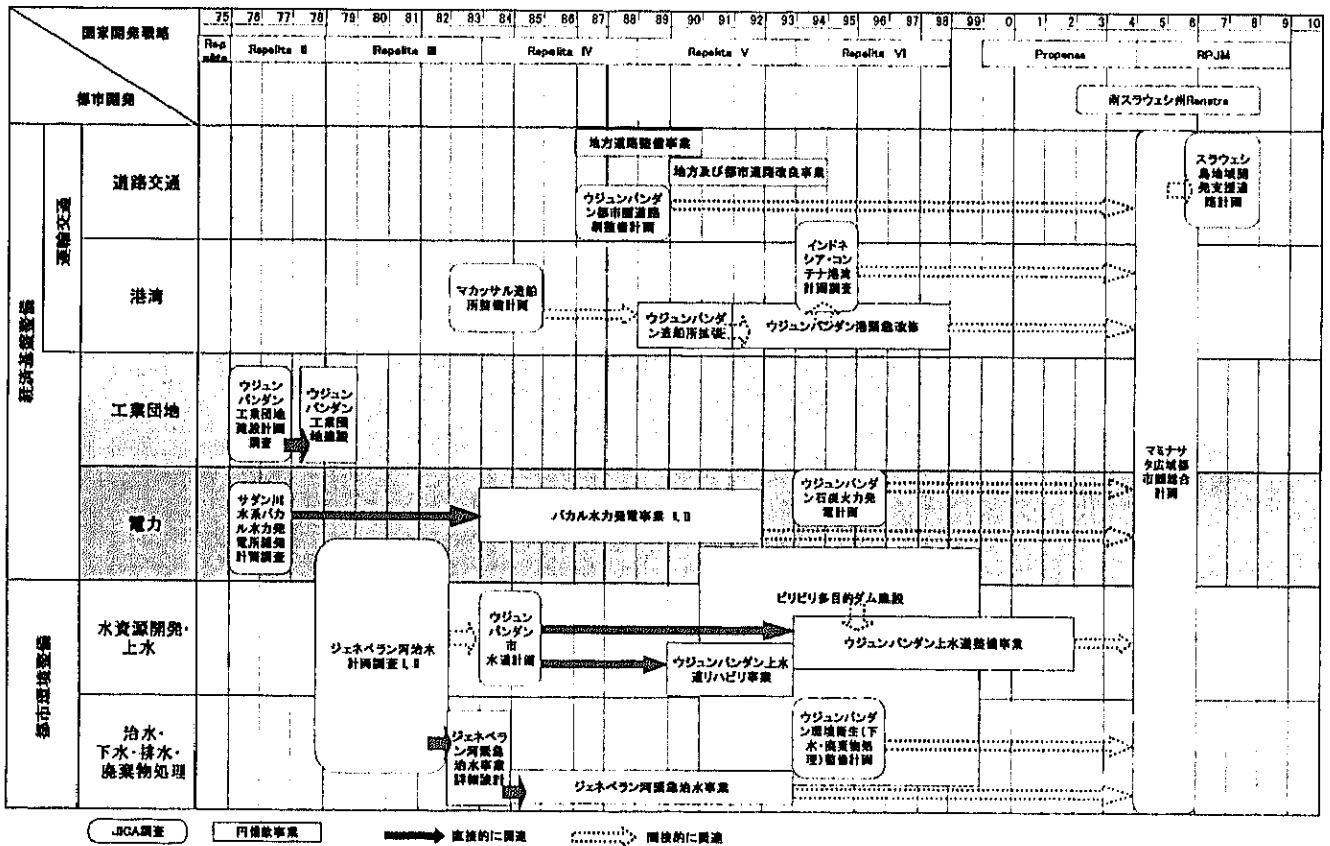 75 76 77 78 79 80 81 82 83 84 85 86 87 88 89 90 91 92 93 94 95 96 97 98 99 0 1 2 3 4 5 6 7 8 9 10
国家開発戦略
都市開発
Rep
elita
Repelita II
Repelita III
Repelita IV
Repelita V
Repelita VI
Propenas
RPJM
南スラウェシ州Renstra
経済基盤整備
運輸交通
道路交通
地方道路整備事業
地方及び都市道路改良事業
ウジュンパンダ
ン都市圏道路
網整備計画
スラウェシ
島地域開
発支援道
路計画
港湾
マカッサル造船
所整備計画
ウジュンパンダ
ン造船所拡張
インドネ
シア・コン
テナ港湾
計画調査
ウジュンパンダン港緊急改修
工業団地
ウジュン
パンダン
工業団地
建設計画
調査
ウジュン
パンダン
工業団
地建設
マミナサ
タ広域都
市圏総合
計画
電力
サダン川
水系バカ
ル水力発
電所開発
計画調査
バカル水力発電事業 I, II
ウジュンパンダ
ン石炭火力発
電計画
都市環境整備
水資源開発・
上水
ジェネベラン河治水
計画調査 I, II
ウジュン
パンダン
市
水道計画
ビリビリ多目的ダム建設
ウジュンパンダン上水道整備事業
ウジュンパンダン上水
道リハビリ事業
治水・
下水・排水・
廃棄物処理
ジェネベラ
ン河緊急
治水事業
詳細設計
ジェネベラン河緊急治水事業
ウジュンパンダ
ン環境衛生(下
水・廃棄物処
理)整備計画
JICA調査
円借款事業
直接的に関連
間接的に関連